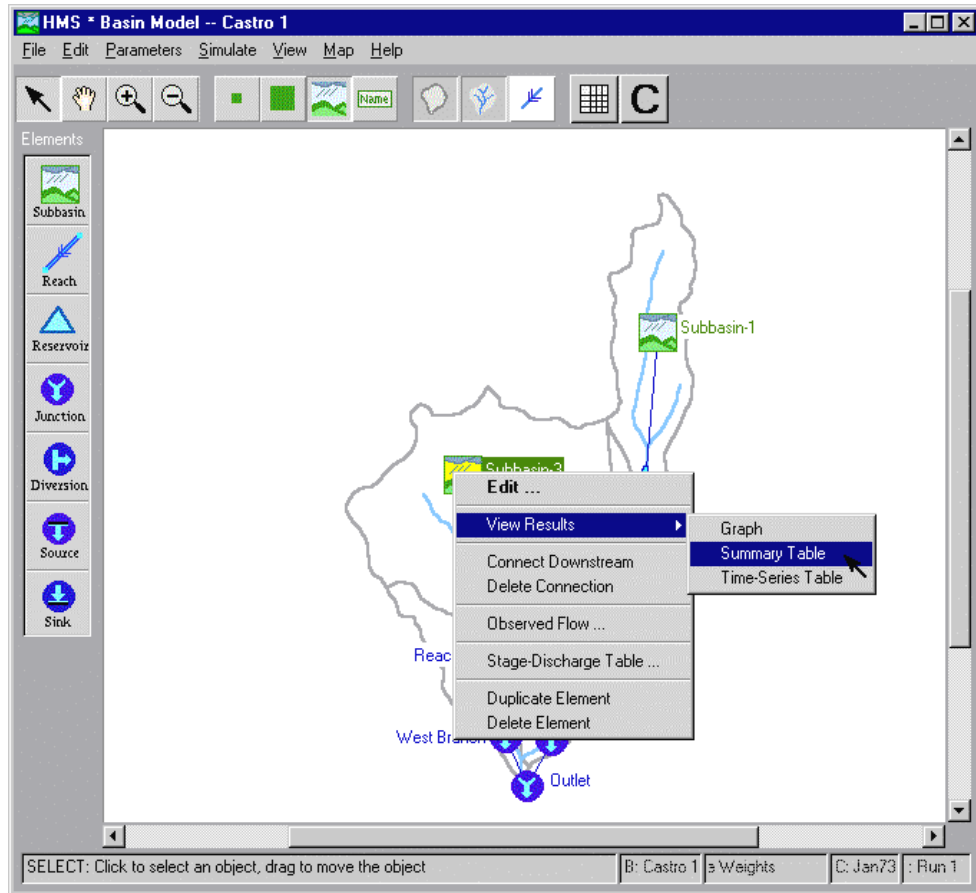 HMS * Basin Model -- Castro 1
File Edit Parameters Simulate View Map Help
Name
C
Elements
Subbasin
Reach
Reservoir
Junction
Diversion
Source
Sink
Subbasin-1
Subbasin-3
Edit ...
View Results
Graph
Summary Table
Time-Series Table
Connect Downstream
Delete Connection
Observed Flow ...
Stage-Discharge Table ...
Duplicate Element
Delete Element
Reac
West Branch
Outlet
SELECT: Click to select an object, drag to move the object
B: Castro 1
s Weights
C: Jan73
: Run 1